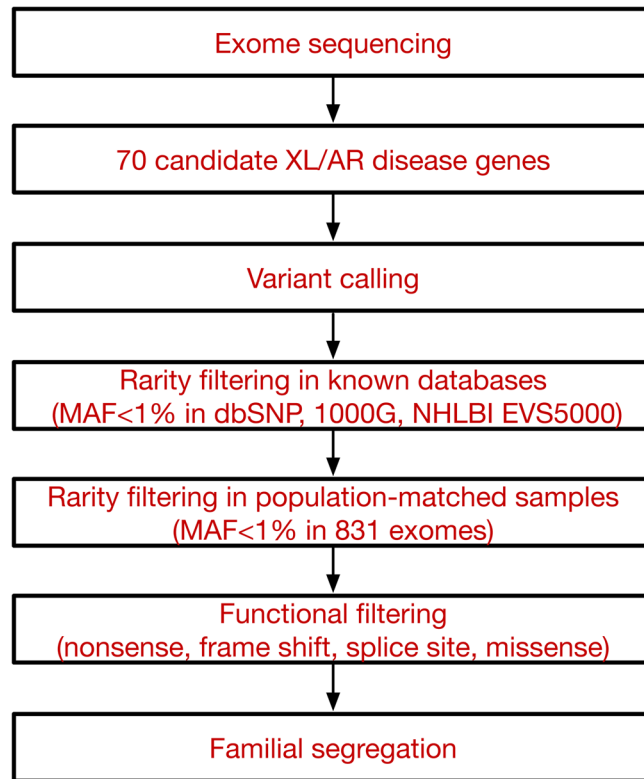 Exome sequencing
70 candidate XL/AR disease genes
Variant calling
Rarity filtering in known databases
(MAF<1% in dbSNP, 1000G, NHLBI EVS5000)
Rarity filtering in population-matched samples
(MAF<1% in 831 exomes)
Functional filtering
(nonsense, frame shift, splice site, missense)
Familial segregation